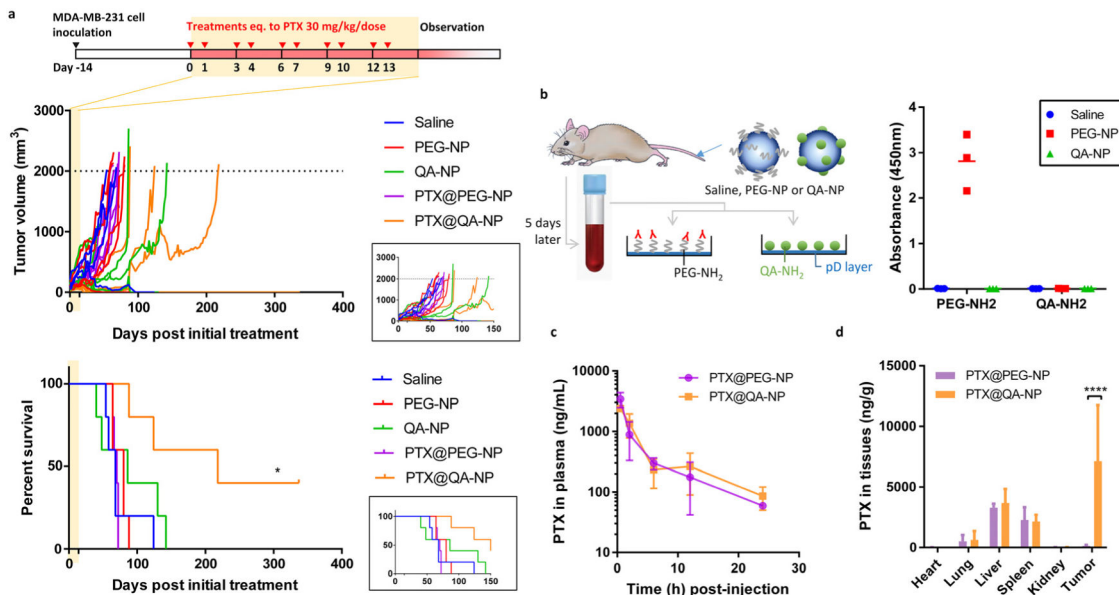 a
MDA-MB-231 cell
inoculation
Treatments eq. to PTX 30 mg/kg/dose
Observation
Day -14
0 1 3 4 6 7 9 10 12 13
3000
2000
1000
0
Tumor volume (mm³)
0 100 200 300 400
Days post initial treatment
Saline
PEG-NP
QA-NP
PTX@PEG-NP
PTX@QA-NP
3000
2000
1000
0
0 50 100 150
100
50
0
Percent survival
*
0 100 200 300 400
Days post initial treatment
Saline
PEG-NP
QA-NP
PTX@PEG-NP
PTX@QA-NP
100
80
60
40
20
0
0 50 100 150
b
Saline, PEG-NP or QA-NP
5 days
later
PEG-NH₂
QA-NH₂
pD layer
4
3
2
1
0
Absorbance (450nm)
PEG-NH2 QA-NH2
Saline
PEG-NP
QA-NP
c
10000
1000
100
10
PTX in plasma (ng/mL)
PTX@PEG-NP
PTX@QA-NP
0 10 20 30
Time (h) post-injection
d
15000
10000
5000
0
PTX in tissues (ng/g)
PTX@PEG-NP
PTX@QA-NP
****
Heart
Lung
Liver
Spleen
Kidney
Tumor